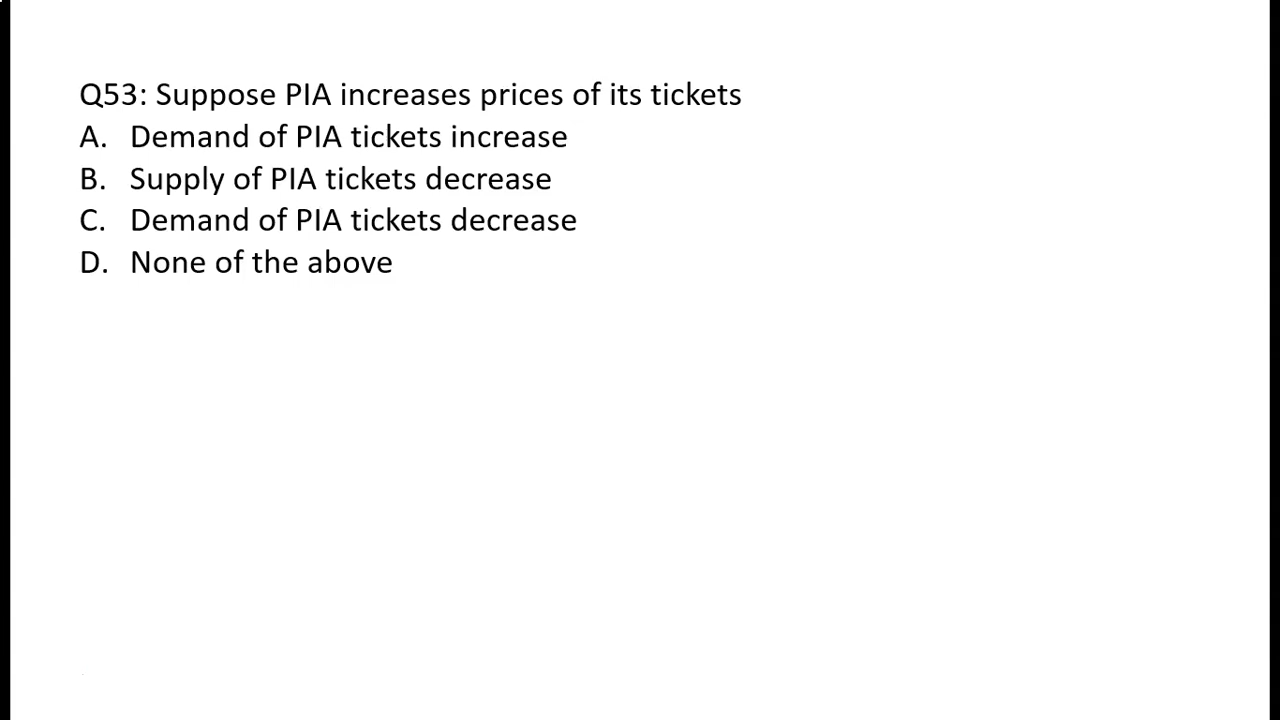 Q53: Suppose PIA increases prices of its tickets
A. Demand of PIA tickets increase
B. Supply of PIA tickets decrease
C. Demand of PIA tickets decrease
D. None of the above